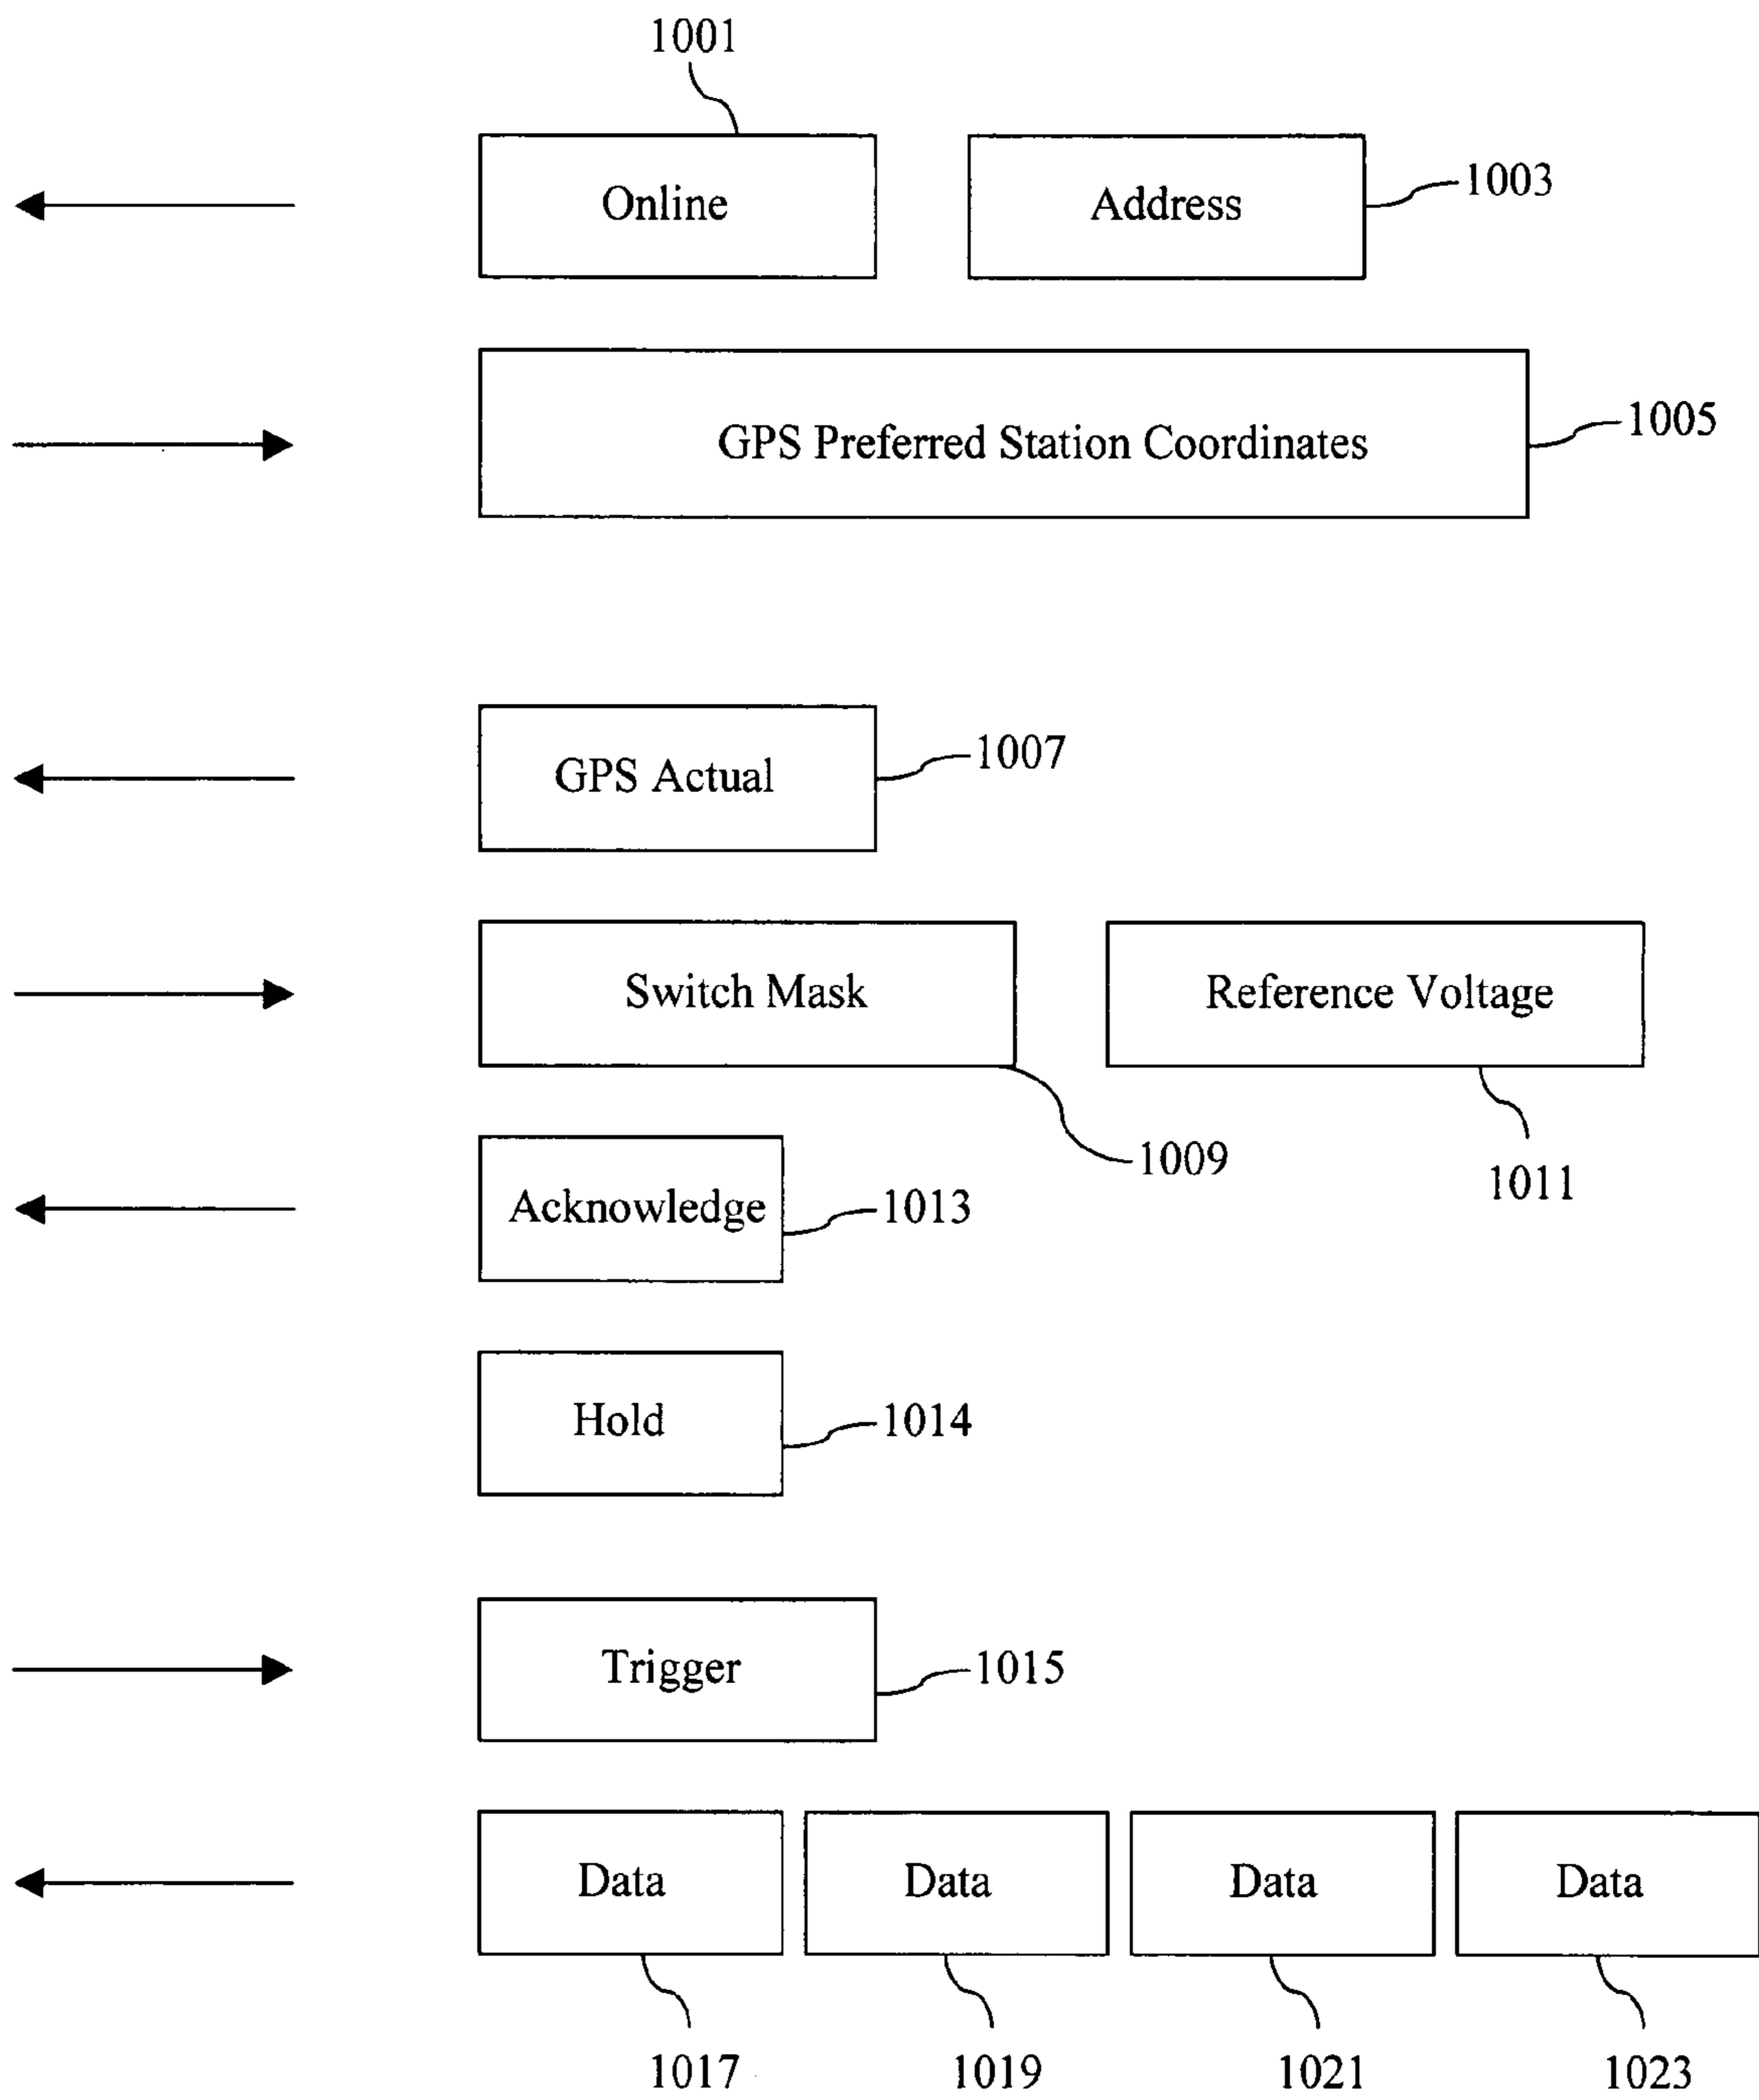 1001
Online
Address
1003
GPS Preferred Station Coordinates
1005
GPS Actual
1007
Switch Mask
Reference Voltage
1009
1011
Acknowledge
1013
Hold
1014
Trigger
1015
Data
Data
Data
Data
1017
1019
1021
1023